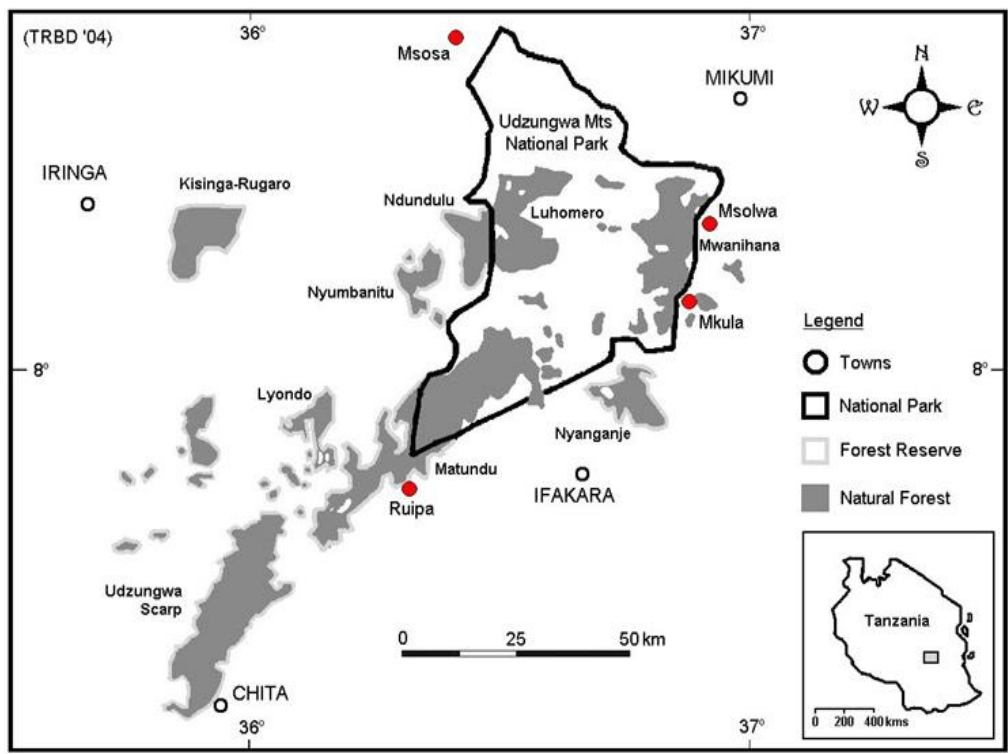 (TRBD '04)
36°
37°
Msosa
MIKUMI
N
W
E
S
Udzungwa Mts
National Park
IRINGA
Kisinga-Rugaro
Ndundulu
Luhomero
Msolwa
Mwanihana
Nyumbanitu
Mkula
Legend
8°
8°
Towns
Lyondo
National Park
Nyanganje
Forest Reserve
Matundu
IFAKARA
Ruipa
Natural Forest
Udzungwa
Scarp
Tanzania
0 25 50 km
CHITA
0 200 400 kms
36°
37°